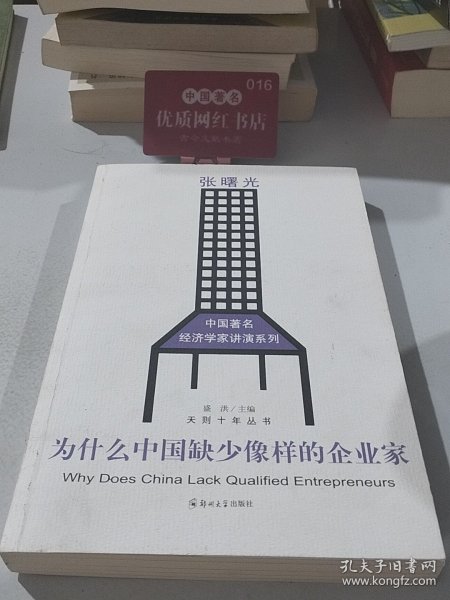 016
中国著名
优质网红书店
张曙光
中国著名
经济学家讲演系列
盛 洪/主编
天则十年丛书
为什么中国缺少像样的企业家
Why Does China Lack Qualified Entrepreneurs
郑州大学出版社
孔夫子旧书网
www.kongfz.com